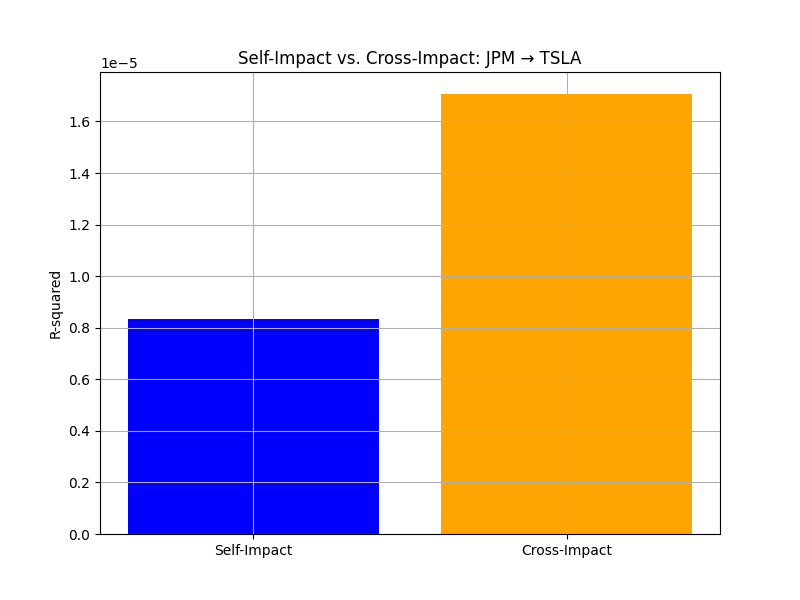 Self-Impact vs. Cross-Impact: JPM → TSLA
1e−5
1.6
1.4
1.2
1.0
0.8
0.6
0.4
0.2
0.0
R-squared
Self-Impact
Cross-Impact